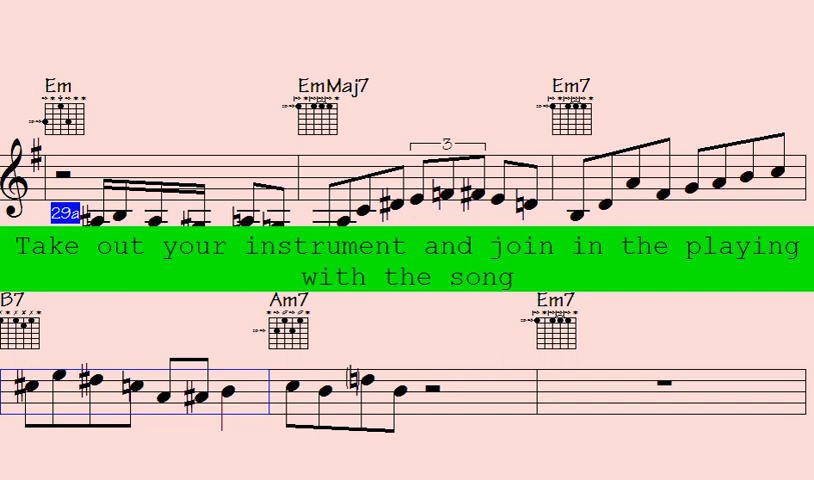 Em EmMaj7 Em7
3
29a
Take out your instrument and join in the playing
with the song
B7 Am7 Em7